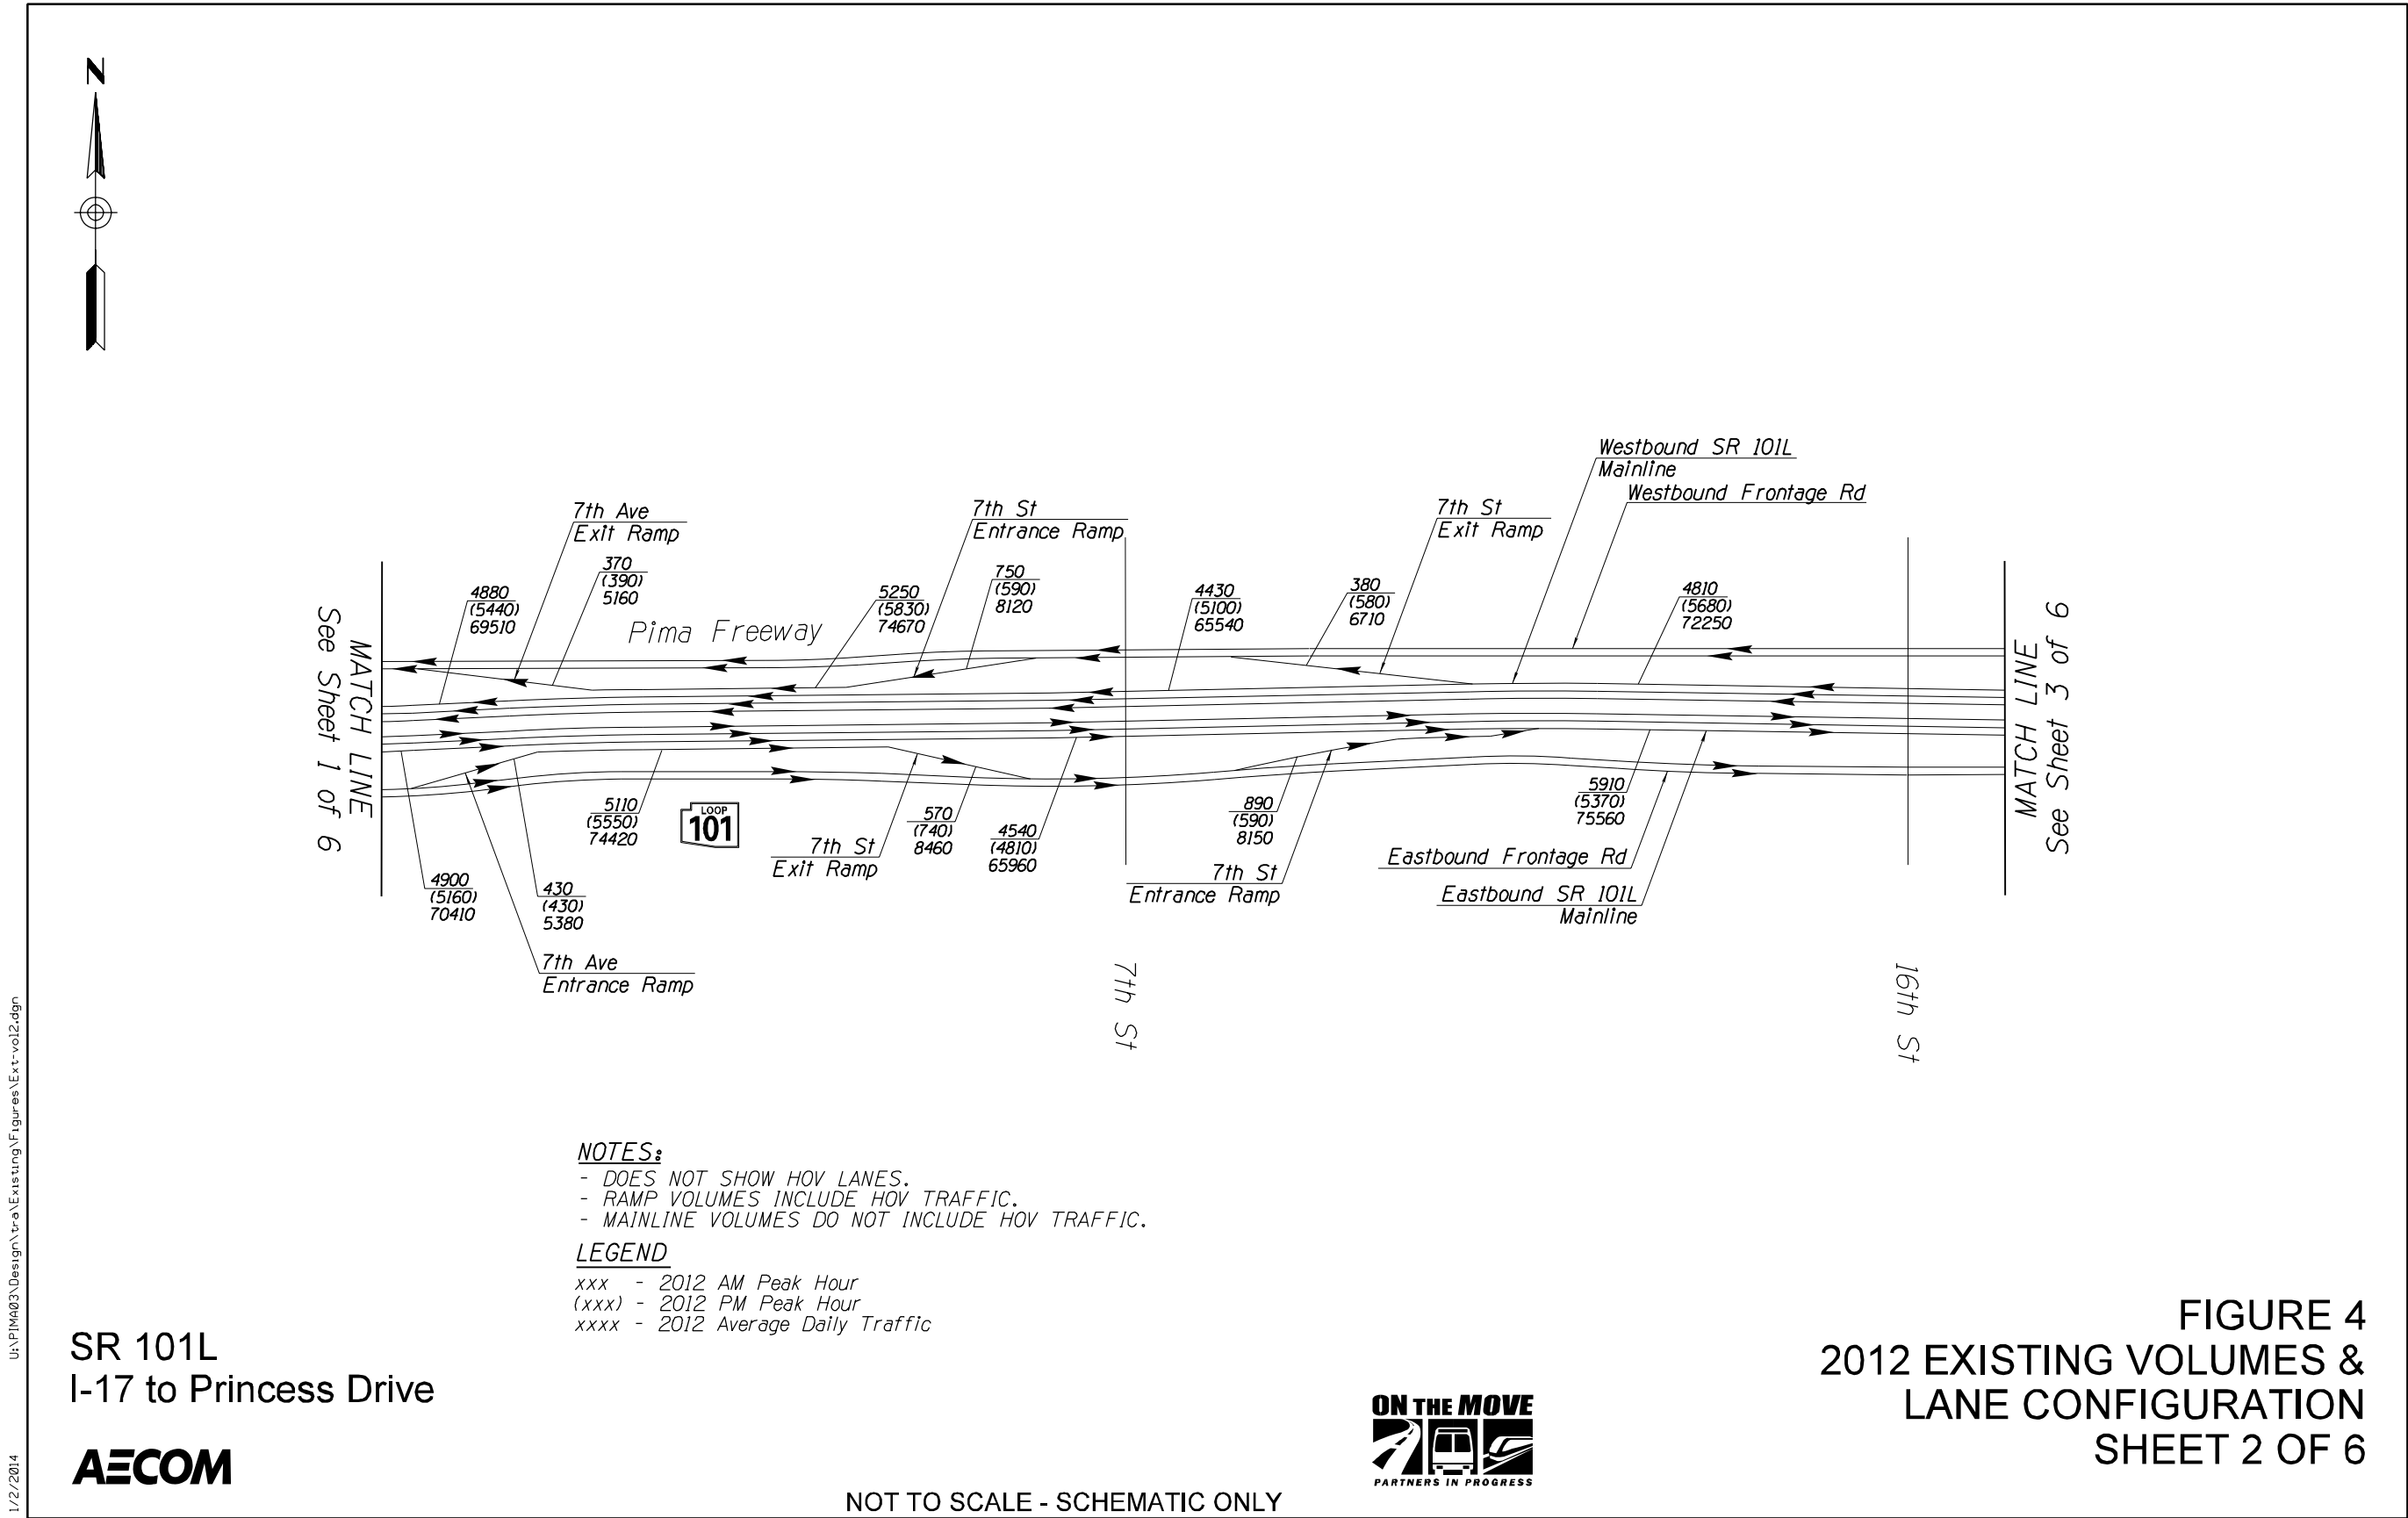 N
Westbound SR 101L
Mainline
Westbound Frontage Rd
7th Ave
Exit Ramp
7th St
Entrance Ramp
7th St
Exit Ramp
370
(390)
5160
750
(590)
8120
380
(580)
6710
4880
(5440)
69510
5250
(5830)
74670
4430
(5100)
65540
4810
(5680)
72250
Pima Freeway
MATCH LINE
See Sheet 1 of 6
MATCH LINE
See Sheet 3 of 6
5110
(5550)
74420
LOOP
101
7th St
Exit Ramp
570
(740)
8460
4540
(4810)
65960
890
(590)
8150
5910
(5370)
75560
Eastbound Frontage Rd
7th St
Entrance Ramp
Eastbound SR 101L
Mainline
4900
(5160)
70410
430
(430)
5380
7th Ave
Entrance Ramp
7th St
16th St
NOTES:
- DOES NOT SHOW HOV LANES.
- RAMP VOLUMES INCLUDE HOV TRAFFIC.
- MAINLINE VOLUMES DO NOT INCLUDE HOV TRAFFIC.
LEGEND
xxx - 2012 AM Peak Hour
(xxx) - 2012 PM Peak Hour
xxxx - 2012 Average Daily Traffic
SR 101L
I-17 to Princess Drive
AECOM
NOT TO SCALE - SCHEMATIC ONLY
ON THE MOVE
PARTNERS IN PROGRESS
FIGURE 4
2012 EXISTING VOLUMES &
LANE CONFIGURATION
SHEET 2 OF 6
U:\PIMA03\Design\tra\Existing\Figures\Ext-vol2.dgn
1/2/2014